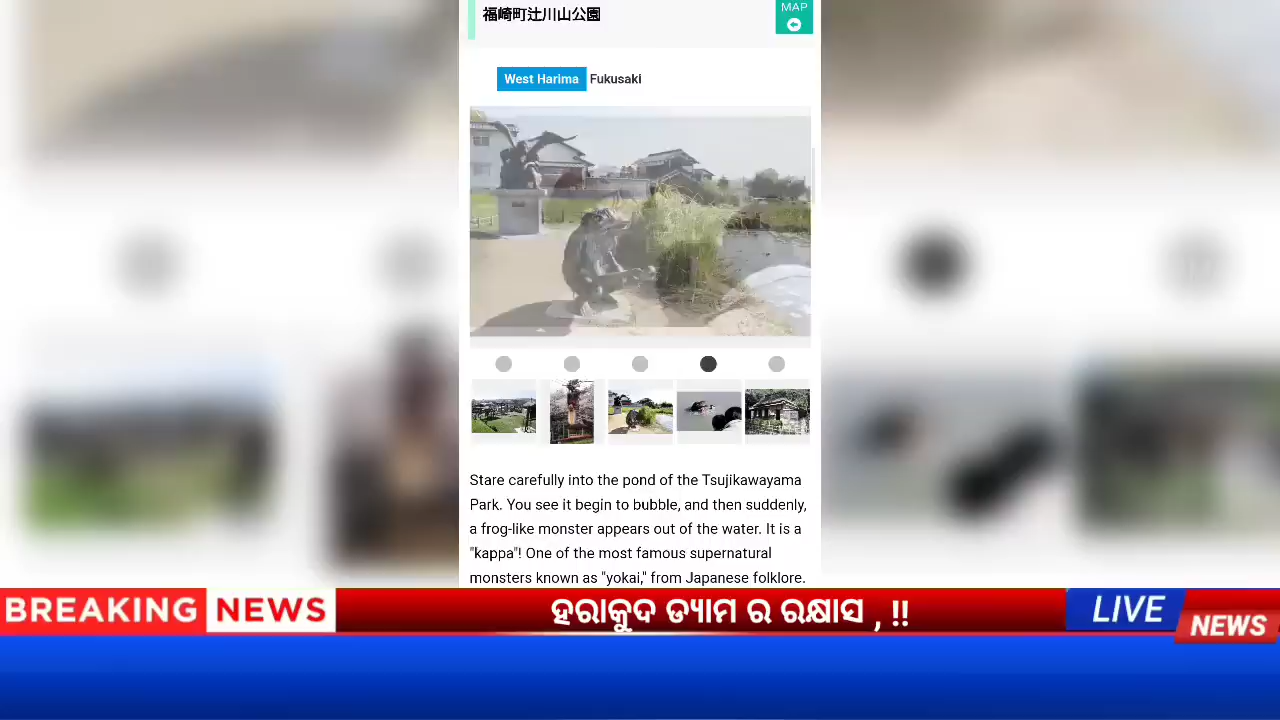 福崎町辻川山公園
MAP
West Harima Fukusaki
Stare carefully into the pond of the Tsujikawayama
Park. You see it begin to bubble, and then suddenly,
a frog-like monster appears out of the water. It is a
"kappa"! One of the most famous supernatural
monsters known as "yokai," from Japanese folklore.
BREAKING NEWS
ହରାକୁଦ ଡ୍ୟାମ ର ରକ୍ଷାସ , !!
LIVE
NEWS